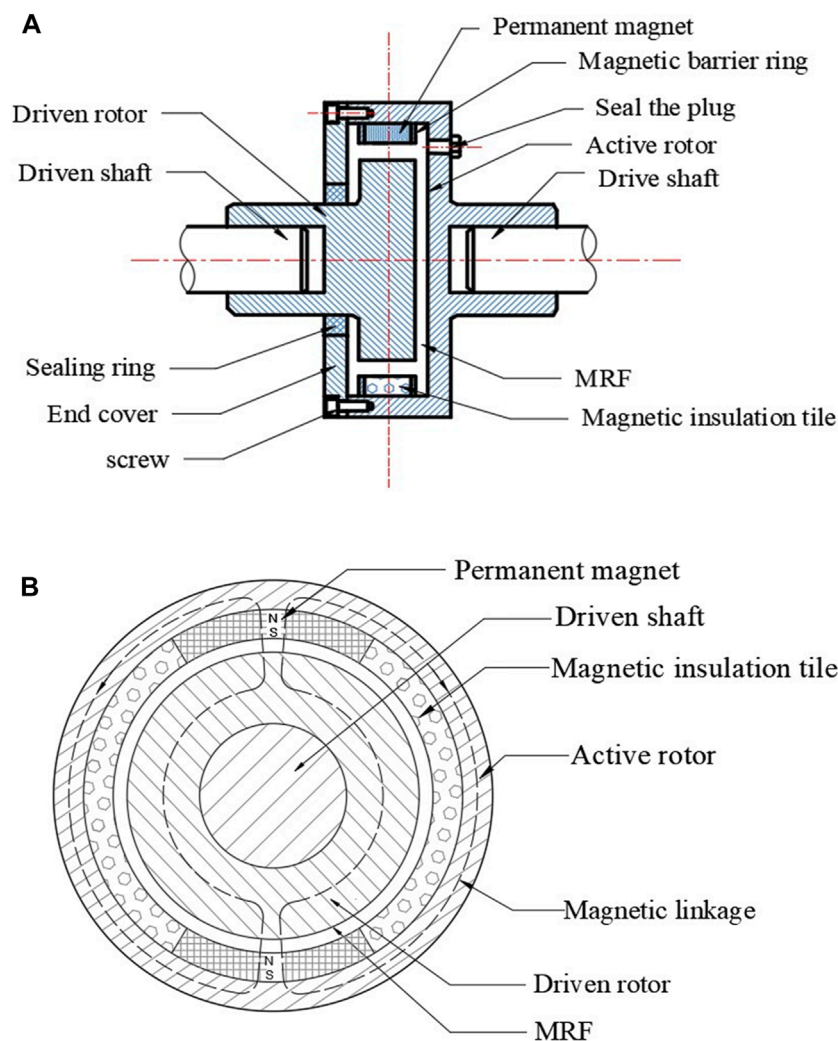 A
Permanent magnet
Magnetic barrier ring
Driven rotor
Seal the plug
Active rotor
Driven shaft
Drive shaft
Sealing ring
MRF
End cover
Magnetic insulation tile
screw
B
Permanent magnet
N
S
Driven shaft
Magnetic insulation tile
Active rotor
Magnetic linkage
N
S
Driven rotor
MRF